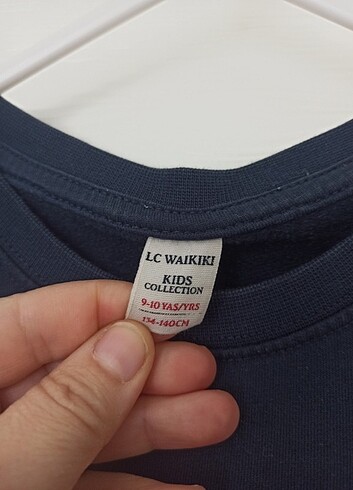 LC WAIKIKI
KIDS
COLLECTION
9-10 YAS/YRS
134-140CM